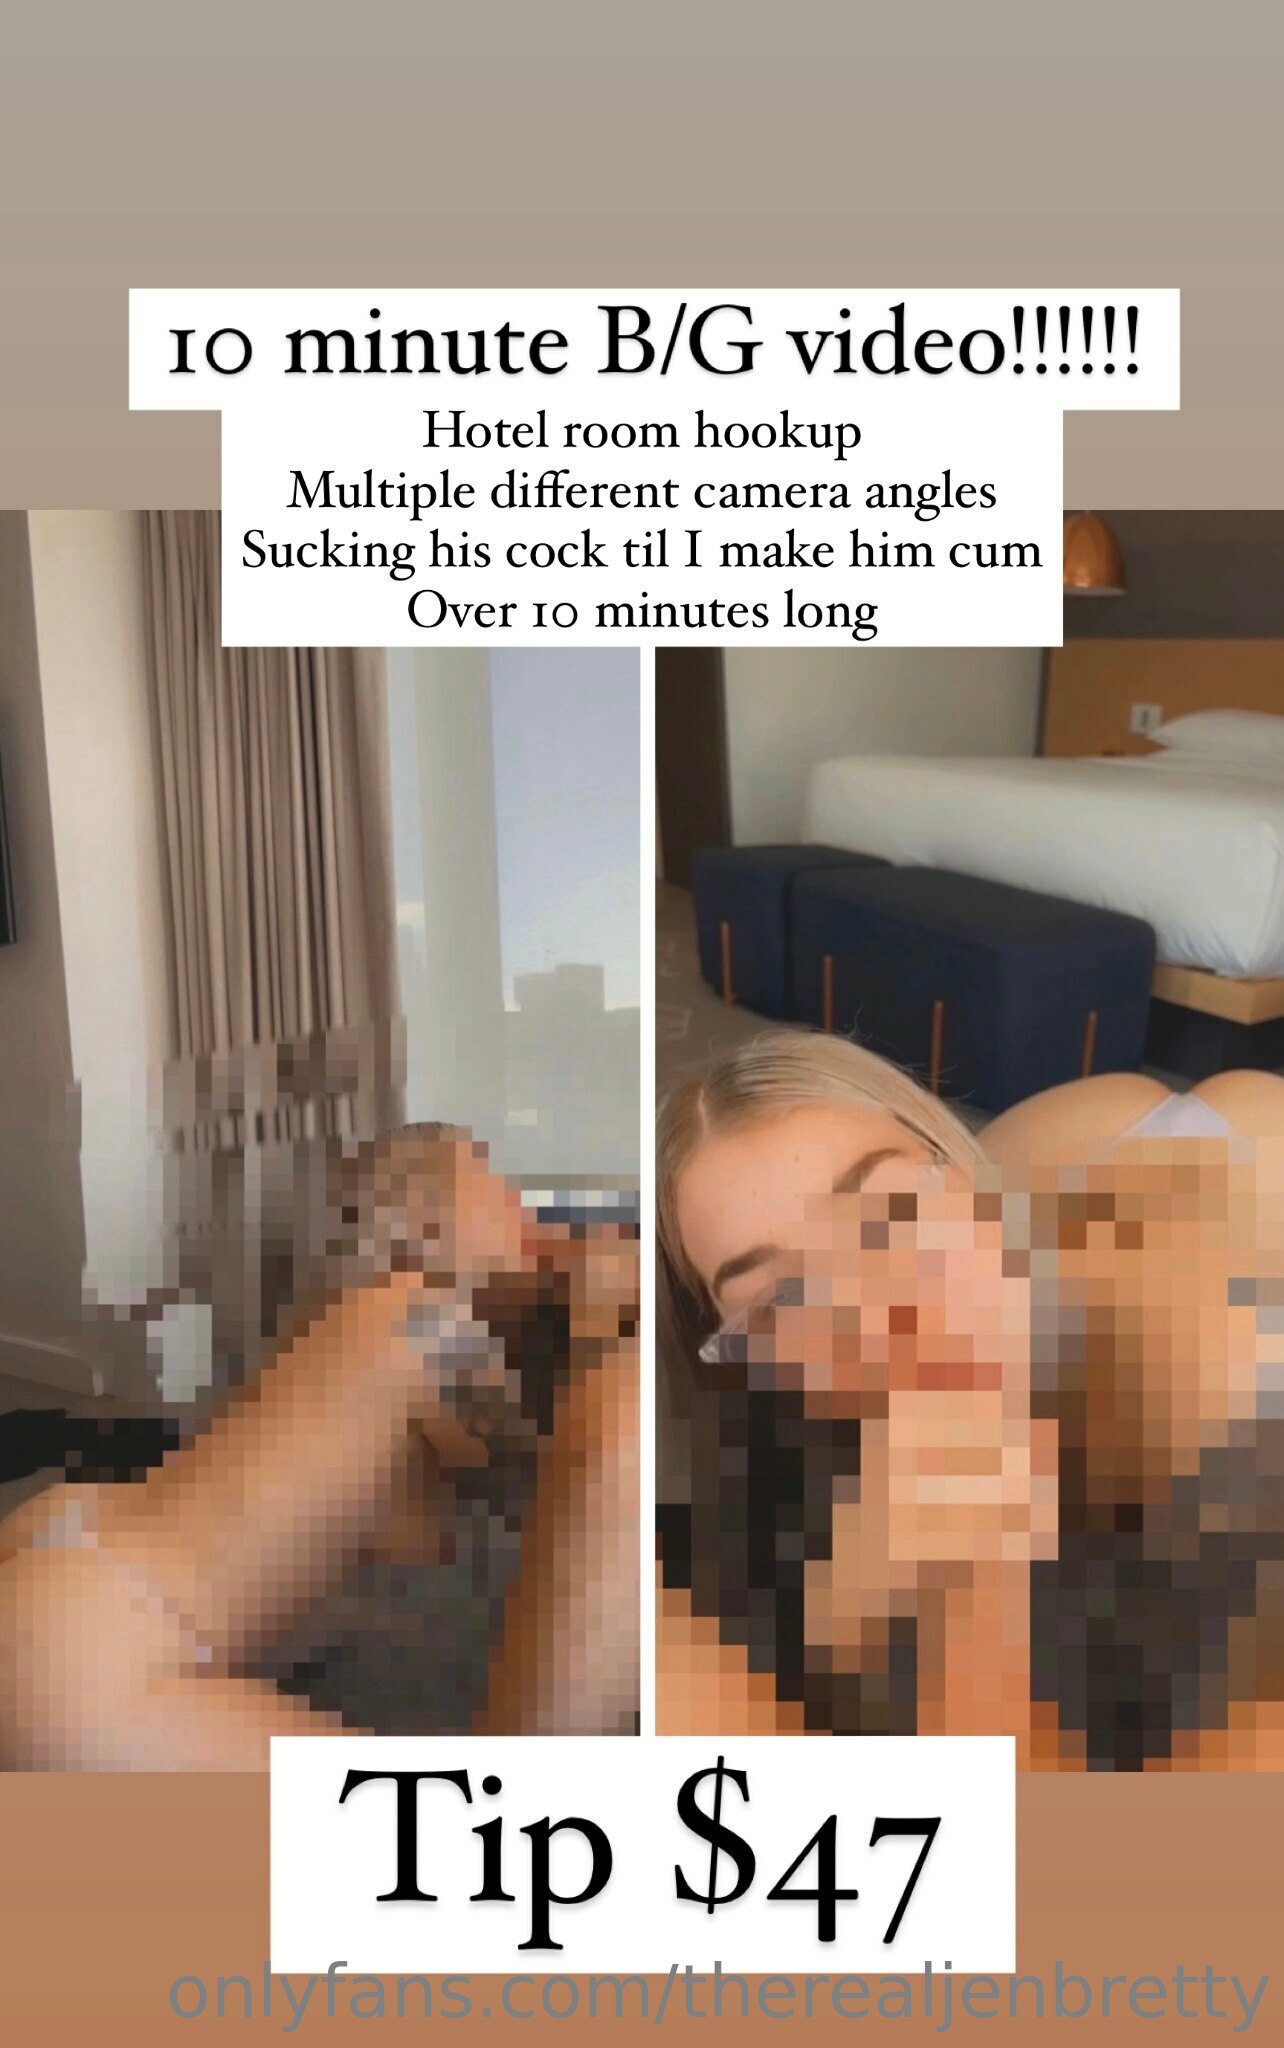 10 minute B/G video!!!!!!
Hotel room hookup
Multiple different camera angles
Sucking his cock til I make him cum
Over 10 minutes long
Tip $47
onlyfans.com/therealjenbretty